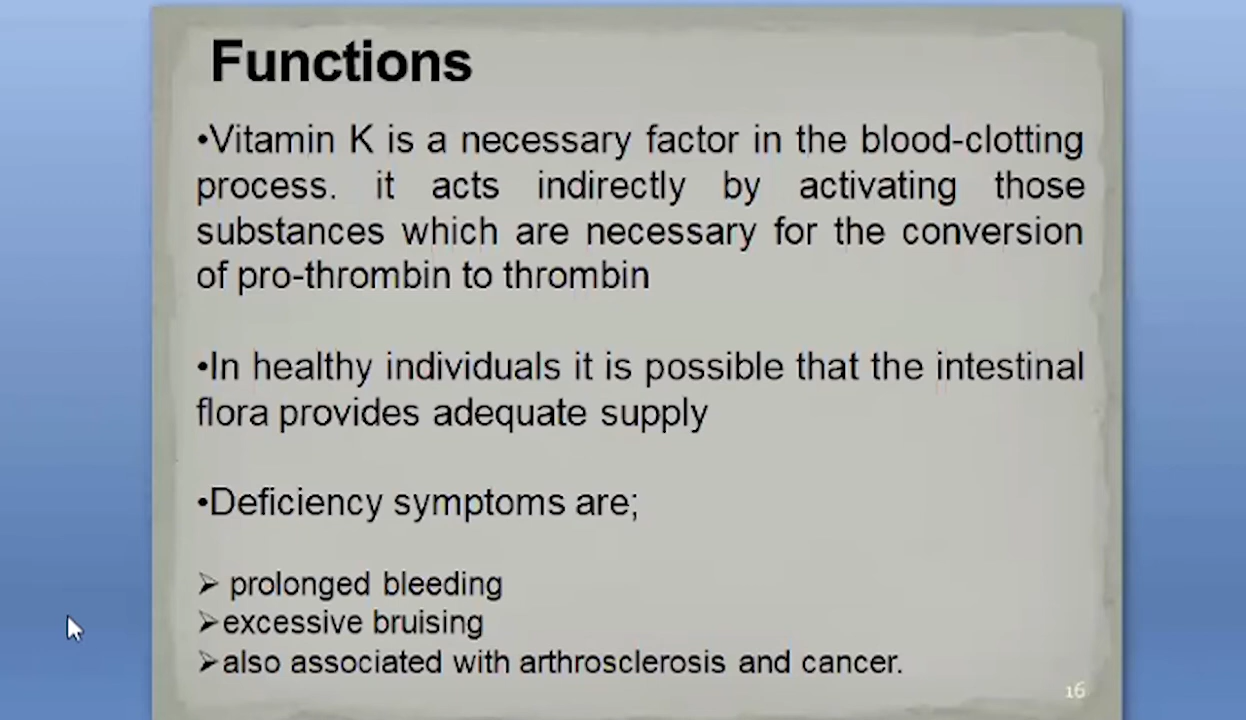 Functions
•Vitamin K is a necessary factor in the blood-clotting
process. it acts indirectly by activating those
substances which are necessary for the conversion
of pro-thrombin to thrombin
•In healthy individuals it is possible that the intestinal
flora provides adequate supply
•Deficiency symptoms are;
➢ prolonged bleeding
➢excessive bruising
➢also associated with arthrosclerosis and cancer.
16